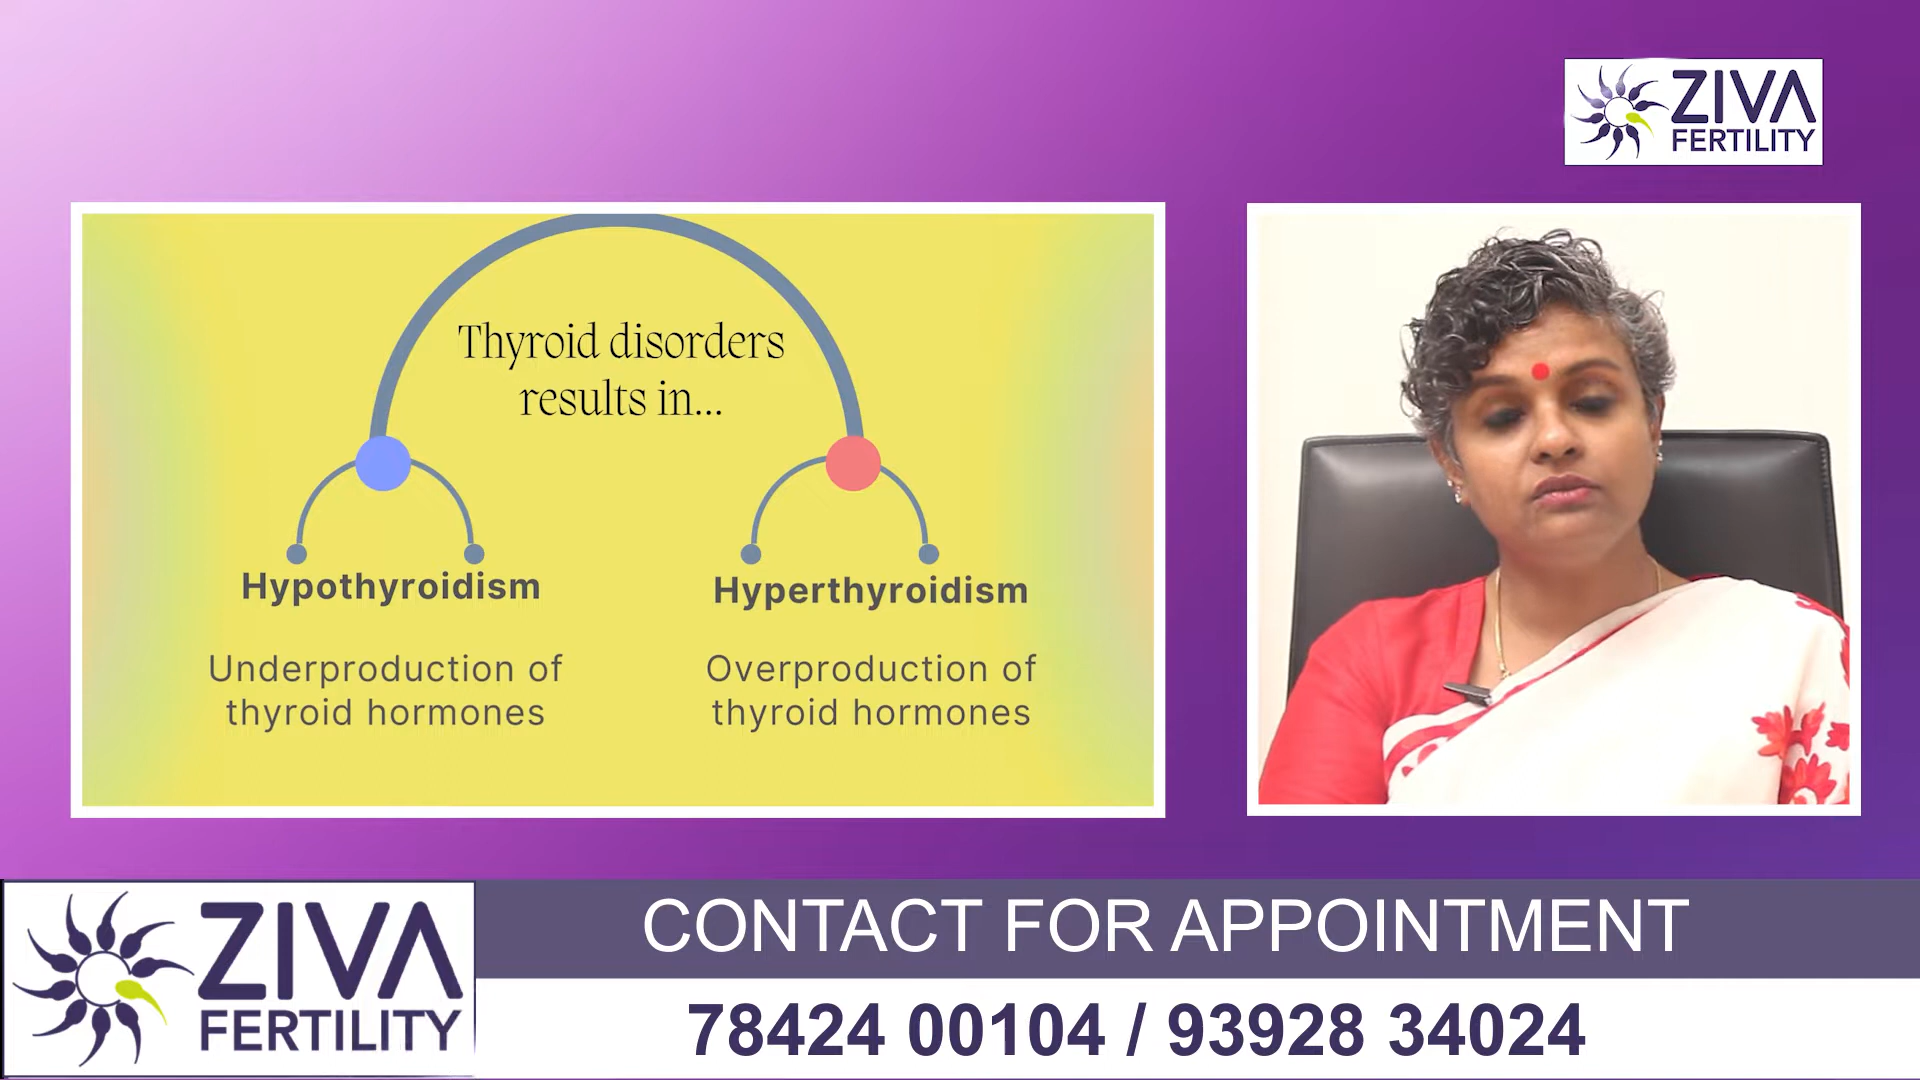 ZIVA
FERTILITY
Thyroid disorders
results in...
Hypothyroidism
Underproduction of
thyroid hormones
Hyperthyroidism
Overproduction of
thyroid hormones
ZIVA
FERTILITY
CONTACT FOR APPOINTMENT
78424 00104 / 93928 34024